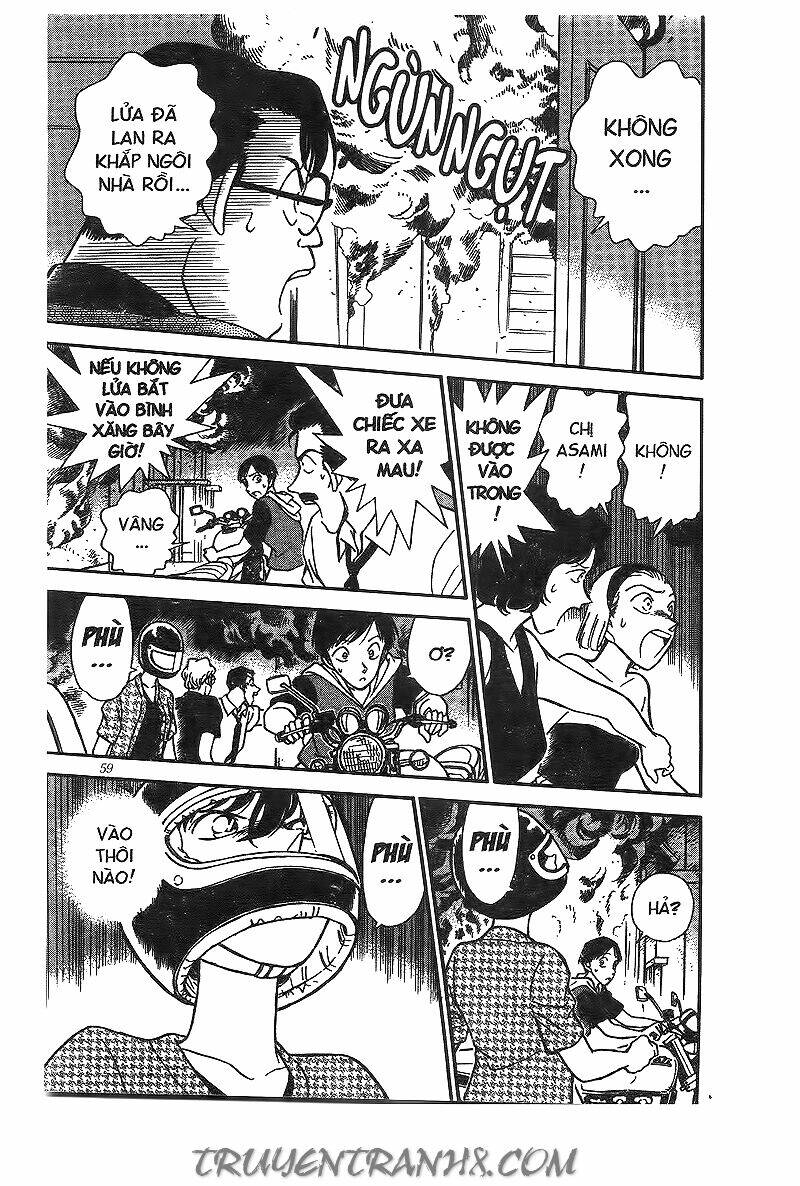 KHÔNG
XONG
...
NGÙN NGỤT
LỬA ĐÃ
LAN RA
KHẮP NGÔI
NHÀ RỒI...
KHÔNG
!
CHỊ
ASAMI
!
KHÔNG
ĐƯỢC
VÀO
TRONG
!
ĐƯA
CHIẾC XE
RA XA
MAU!
NẾU KHÔNG
LỬA BẮT
VÀO BÌNH
XĂNG BÂY
GIỜ!
VÂNG
...
Ơ?
PHÙ
...
59
HẢ?
PHÙ
...
PHÙ
...
VÀO
THÔI
NÀO!
TRUYENTRANH8.COM